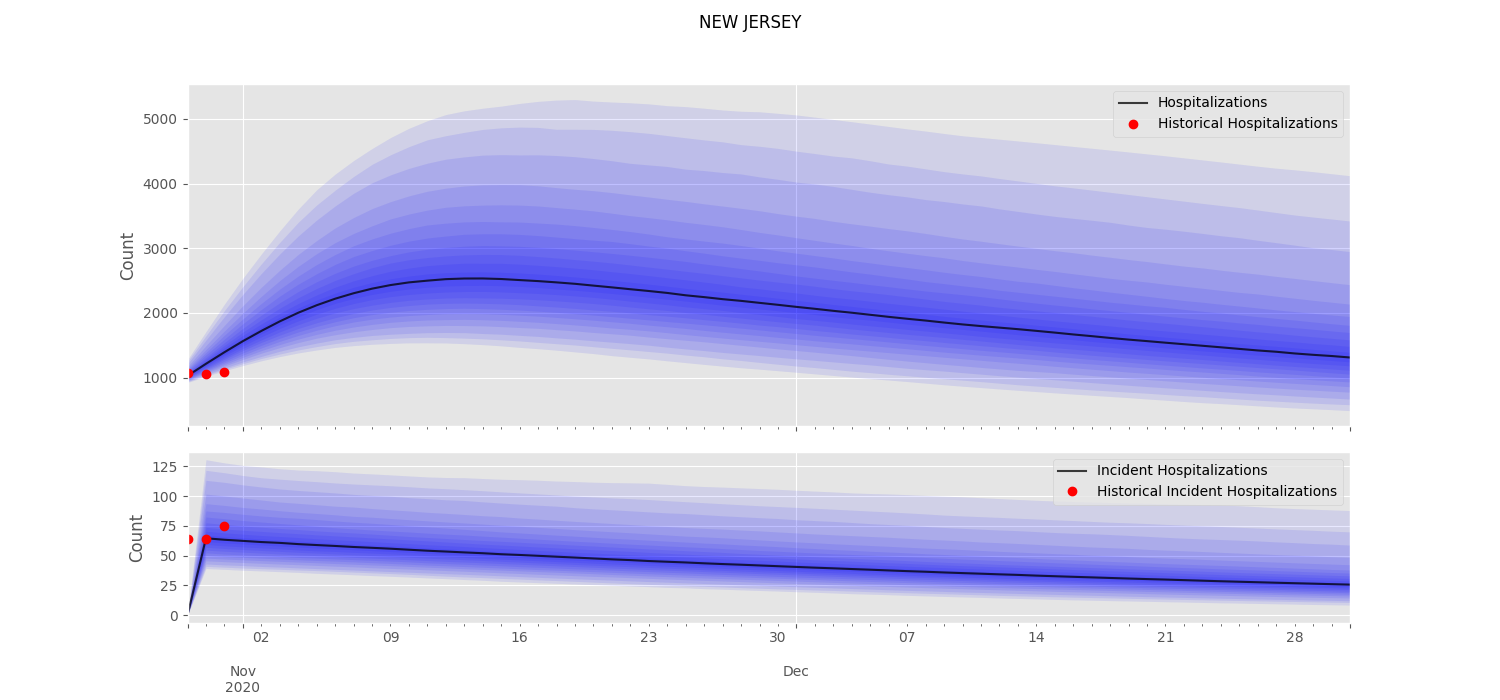 NEW JERSEY
5000
4000
3000
2000
1000
Count
Hospitalizations
Historical Hospitalizations
125
100
75
50
25
0
Count
Incident Hospitalizations
Historical Incident Hospitalizations
02 09 16 23 30 07 14 21 28
Nov Dec
2020